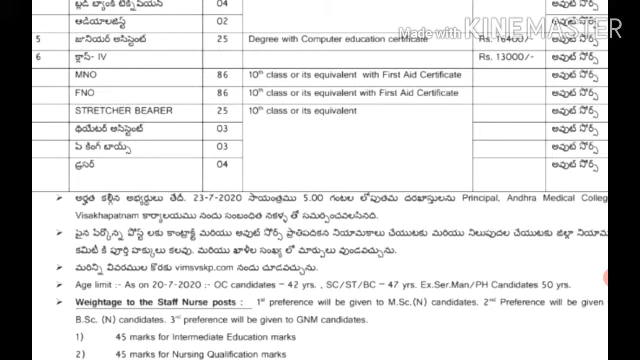 బ్లడ్ బ్యాంక్ టెక్నీషియన్ 04 అవుట్ సోర్స్
ఆడియాలజిస్ట్ 02 అవుట్ సోర్స్
Made with KINEMASTER
5 జూనియర్ అసిస్టెంట్ 25 Degree with Computer education certificate Rs. 16400/- అవుట్ సోర్స్
6 క్లాస్- IV Rs. 13000/- అవుట్ సోర్స్
MNO 86 10th class or its equivalent with First Aid Certificate అవుట్ సోర్స్
FNO 86 10th class or its equivalent with First Aid Certificate అవుట్ సోర్స్
STRETCHER BEARER 25 10th class or its equivalent అవుట్ సోర్స్
థియేటర్ అసిస్టెంట్ 03 అవుట్ సోర్స్
ప్యాకింగ్ బాయ్స్ 03 అవుట్ సోర్స్
డ్రసర్ 04 అవుట్ సోర్స్
➤ అర్హత కల్గిన అభ్యర్ధులు తేదీ. 23-7-2020 సాయంత్రము 5.00 గంటల లోపుతమ దరఖాస్తులను Principal, Andhra Medical Colleg
Visakhapatnam కార్యాలయము నందు సంబంధిత నకళ్ళ తో సమర్పించవలసినది.
➤ పైన పేర్కొన్న పోస్ట్ లకు కాంట్రాక్ట్ మరియు అవుట్ సోర్స్ ప్రాతిపదికన నియామకాలు చేయుటకు మరియు నిలుపుదల చేయుటకు జిల్లా నియామ
కమిటీ కి పూర్తి హక్కులు కలవు. మరియు ఖాళీల సంఖ్య లో మార్పులు వుండవచ్చును.
➤ మరిన్ని వివరముల కొరకు vimsvskp.com నందు చూడవచ్చును.
➤ Age limit :- As on 20-7-2020 :- OC candidates – 42 yrs. , SC/ST/BC – 47 yrs. Ex.Ser.Man/PH Candidates 50 yrs.
➤ Weightage to the Staff Nurse posts : 1st preference will be given to M.Sc.(N) candidates. 2nd Preference will be given
B.Sc. (N) candidates. 3rd preference will be given to GNM candidates.
1) 45 marks for Intermediate Education marks
2) 45 marks for Nursing Qualification marks